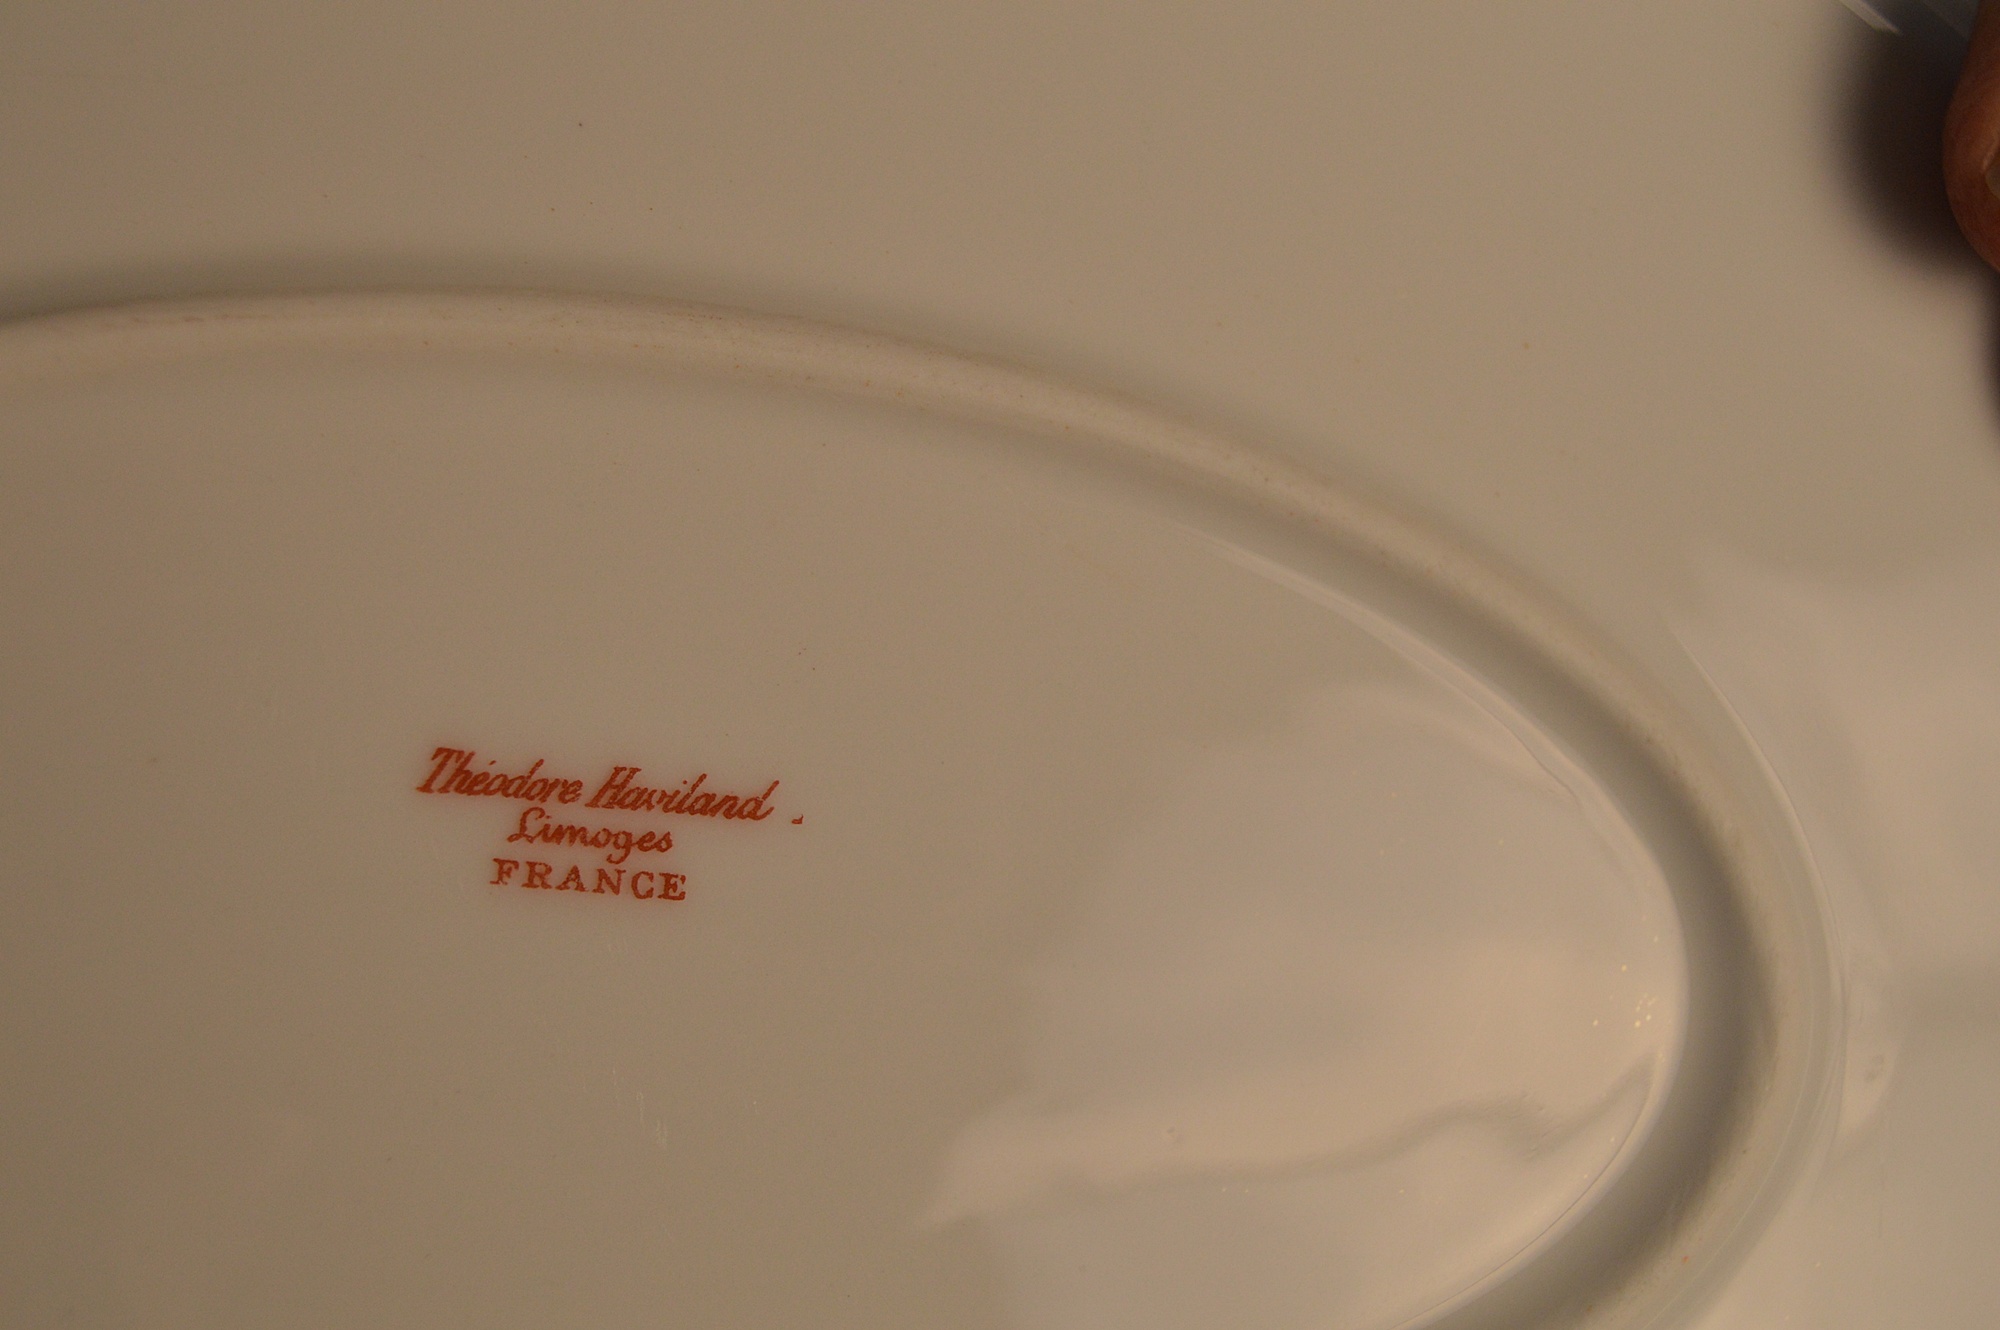 Théodore Haviland.
Limoges
FRANCE